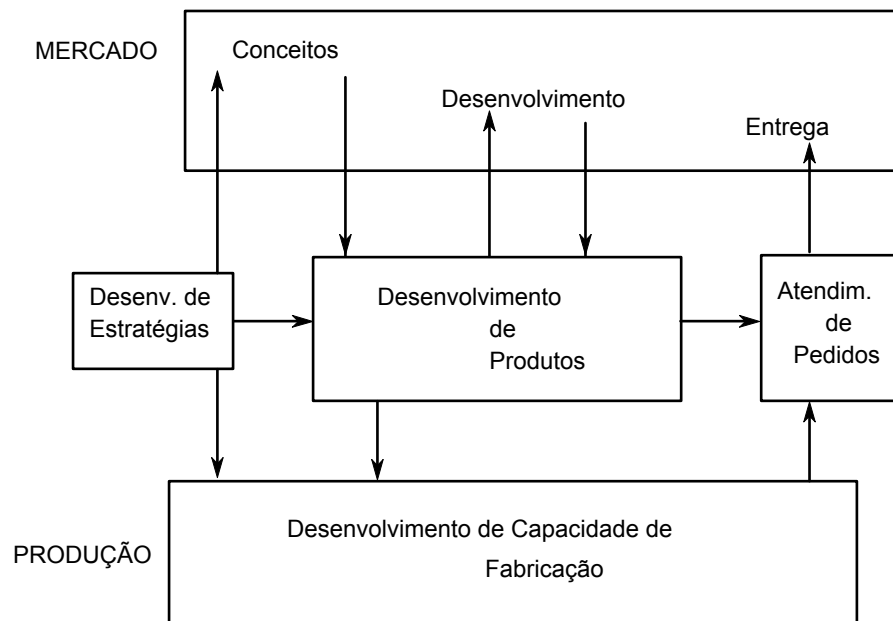 MERCADO
Conceitos
Desenvolvimento
Entrega
Desenv. de
Estratégias
Desenvolvimento
de
Produtos
Atendim.
de
Pedidos
PRODUÇÃO
Desenvolvimento de Capacidade de
Fabricação